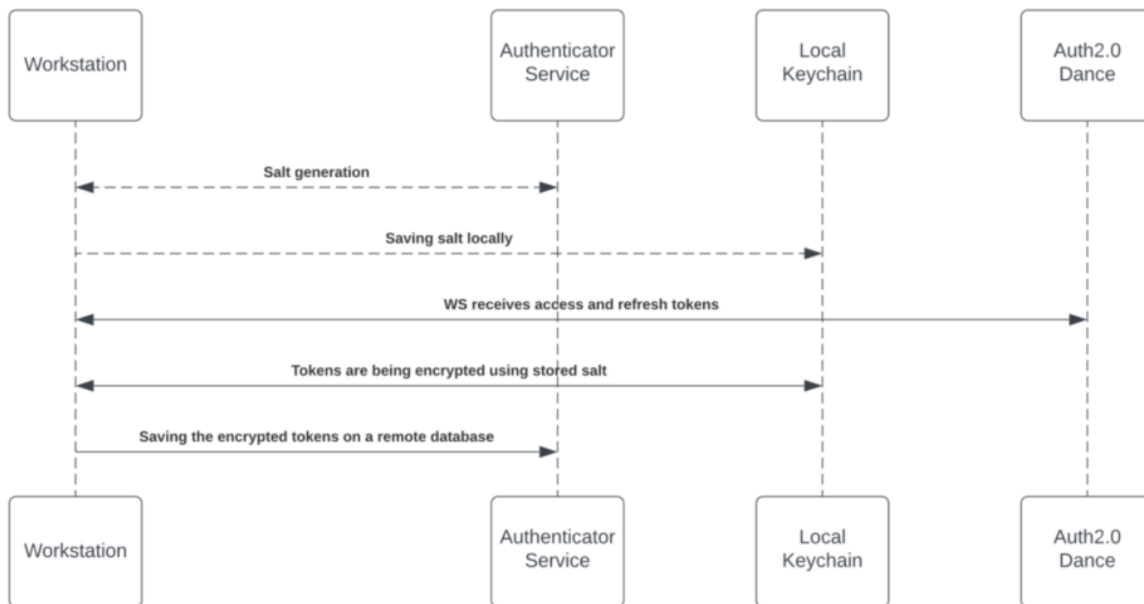 Workstation
Authenticator
Service
Local
Keychain
Auth2.0
Dance
Salt generation
Saving salt locally
WS receives access and refresh tokens
Tokens are being encrypted using stored salt
Saving the encrypted tokens on a remote database
Workstation
Authenticator
Service
Local
Keychain
Auth2.0
Dance